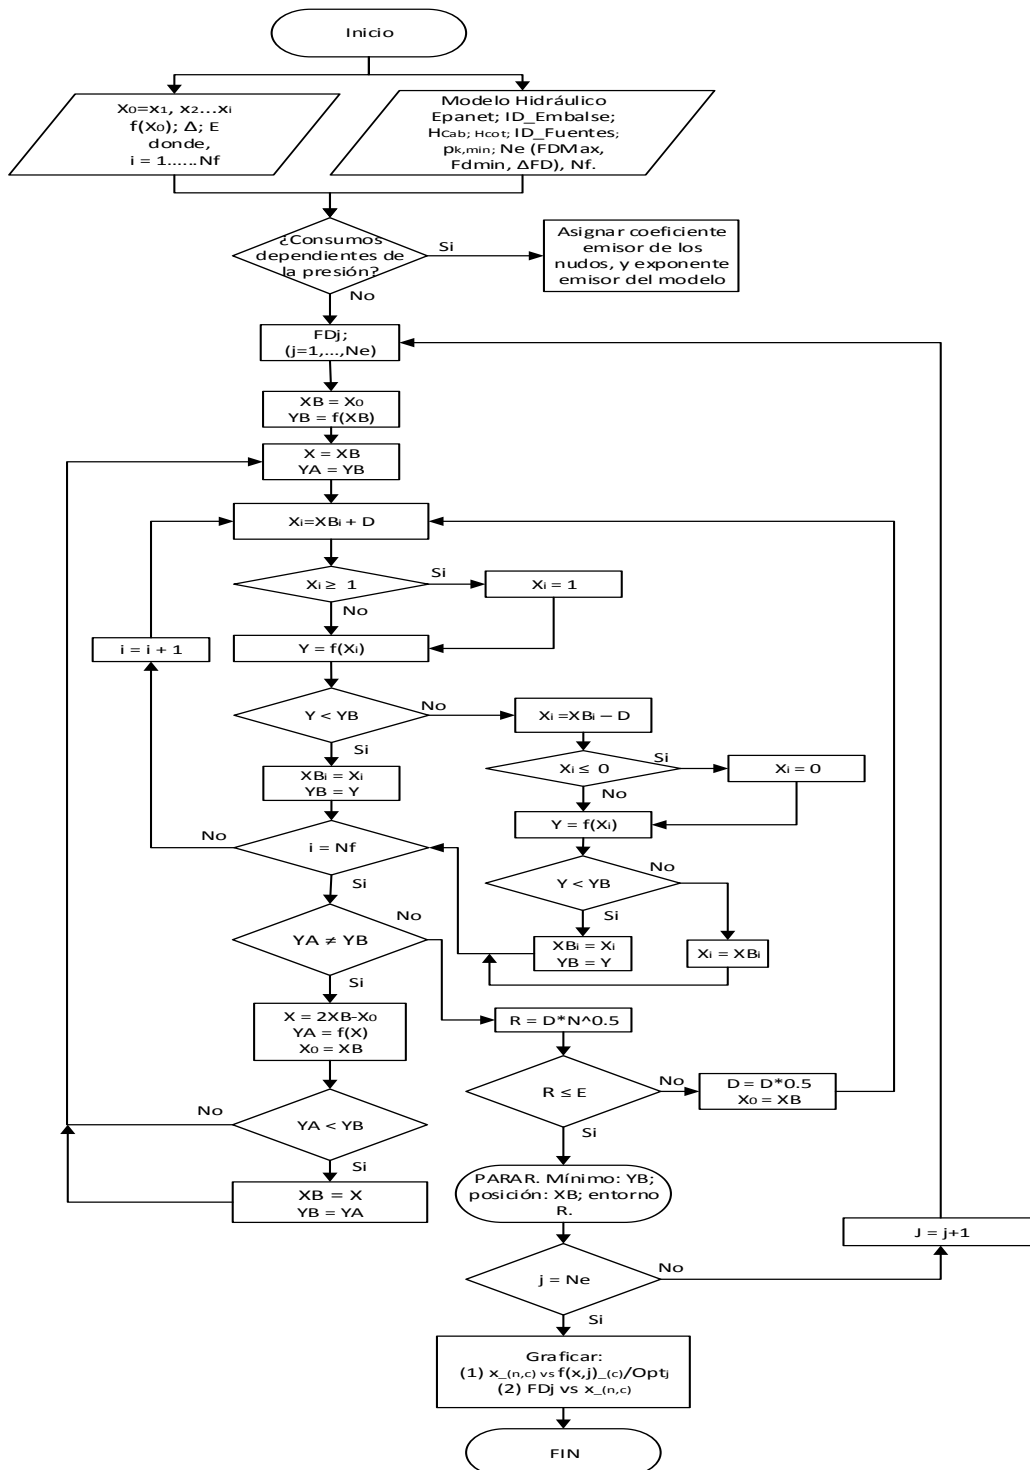 Inicio
X₀=x₁, x₂...xᵢ
f(X₀); Δ; E
donde,
i = 1......Nf
Modelo Hidráulico
Epanet; ID_Embalse;
HCab; Hcot; ID_Fuentes;
pk,min; Ne (FDMax,
Fdmin, ΔFD), Nf.
¿Consumos
dependientes de
la presión?
Si
Asignar coeficiente
emisor de los
nudos, y exponente
emisor del modelo
No
FDj;
(j=1,...,Ne)
XB = X₀
YB = f(XB)
X = XB
YA = YB
Xi=XBi + D
Xi ≥ 1
Si
Xi = 1
No
i = i + 1
Y = f(Xi)
Y < YB
No
Xi =XBi – D
Si
Xi ≤ 0
Si
Xi = 0
XBi = Xi
YB = Y
No
Y = f(Xi)
i = Nf
No
Y < YB
No
Si
Si
YA ≠ YB
No
XBi = Xi
YB = Y
Xi = XBi
Si
X = 2XB-X₀
YA = f(X)
X₀ = XB
R = D*N^0.5
R ≤ E
No
D = D*0.5
X₀ = XB
YA < YB
No
Si
Si
XB = X
YB = YA
PARAR. Mínimo: YB;
posición: XB; entorno
R.
J = j+1
j = Ne
No
Si
Graficar:
(1) x_(n,c) vs f(x,j)_(c)/Optj
(2) FDj vs x_(n,c)
FIN